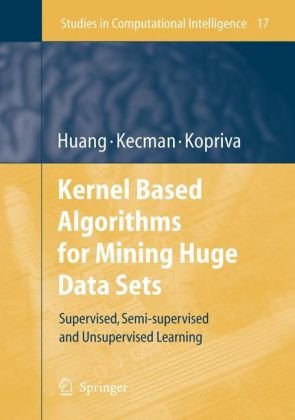 Studies in Computational Intelligence 17
Huang · Kecman · Kopriva
Kernel Based
Algorithms
for Mining Huge
Data Sets
Supervised, Semi-supervised
and Unsupervised Learning
Springer